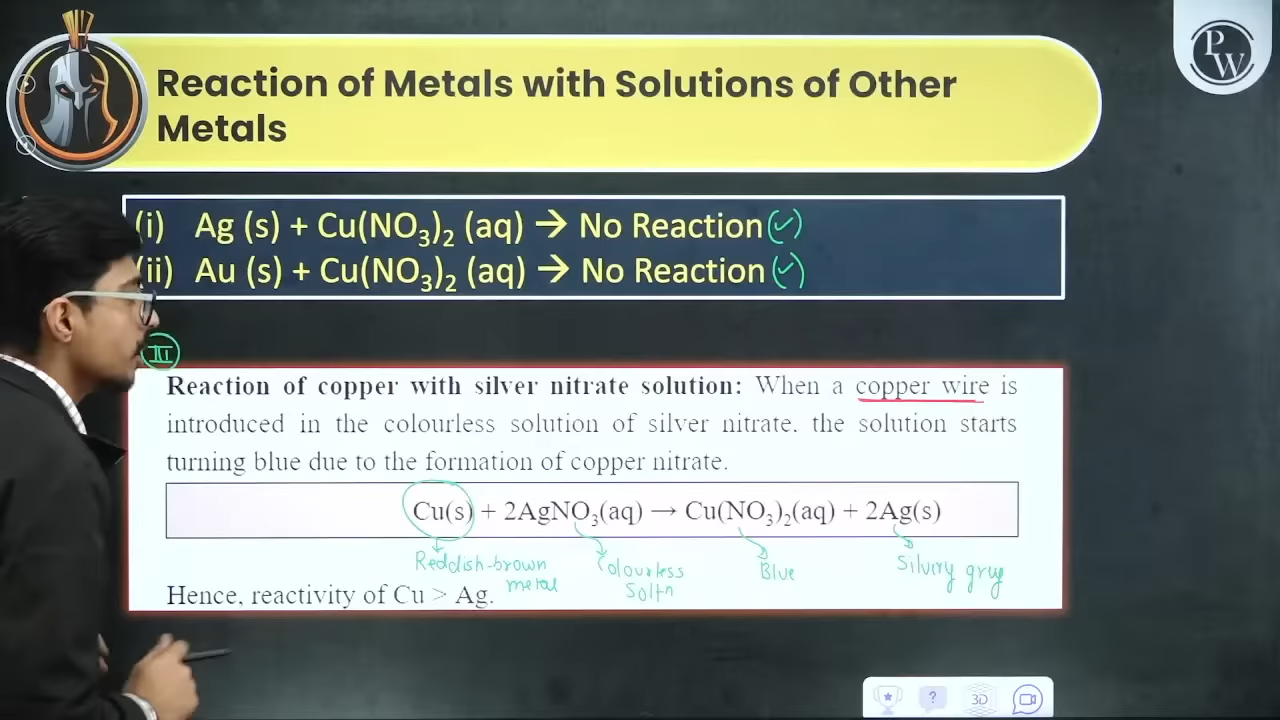 Reaction of Metals with Solutions of Other
Metals
PW
(i) Ag (s) + Cu(NO₃)₂ (aq) → No Reaction (✓)
(ii) Au (s) + Cu(NO₃)₂ (aq) → No Reaction (✓)
III
Reaction of copper with silver nitrate solution: When a copper wire is
introduced in the colourless solution of silver nitrate. the solution starts
turning blue due to the formation of copper nitrate.
Cu(s) + 2AgNO₃(aq) → Cu(NO₃)₂(aq) + 2Ag(s)
Reddish-brown
metal
Colourless
Soltn
Blue
Silvery grey
Hence, reactivity of Cu > Ag.
?
3D